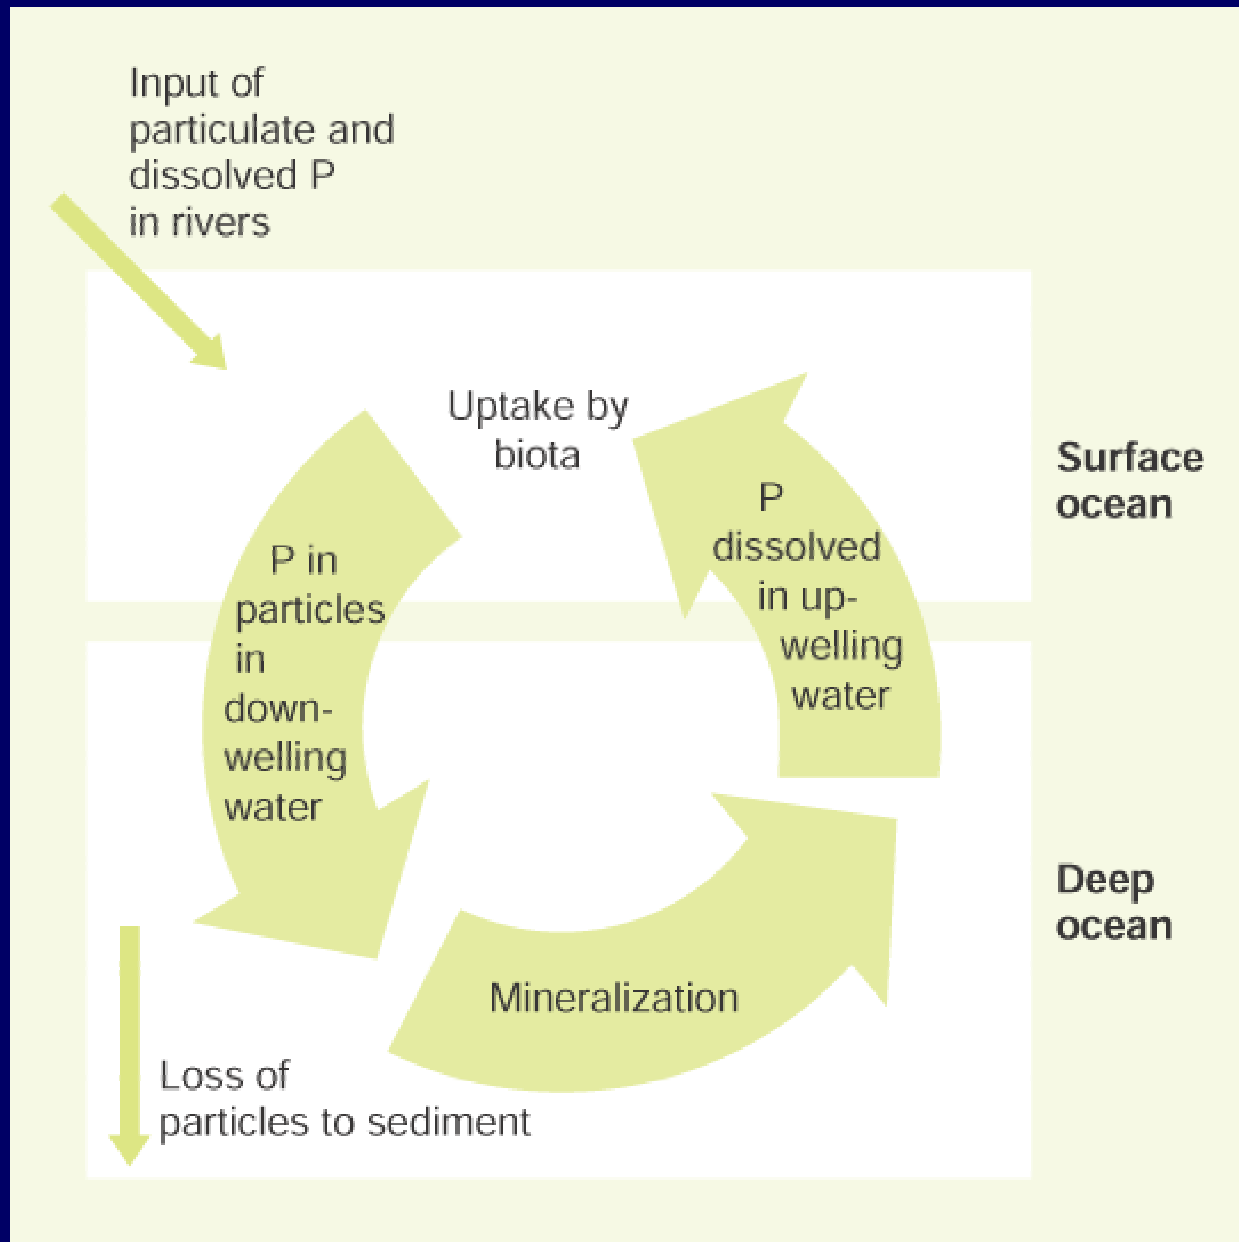 Input of
particulate and
dissolved P
in rivers
Uptake by
biota
Surface
ocean
P
dissolved
in up-
welling
water
P in
particles
in
down-
welling
water
Deep
ocean
Mineralization
Loss of
particles to sediment